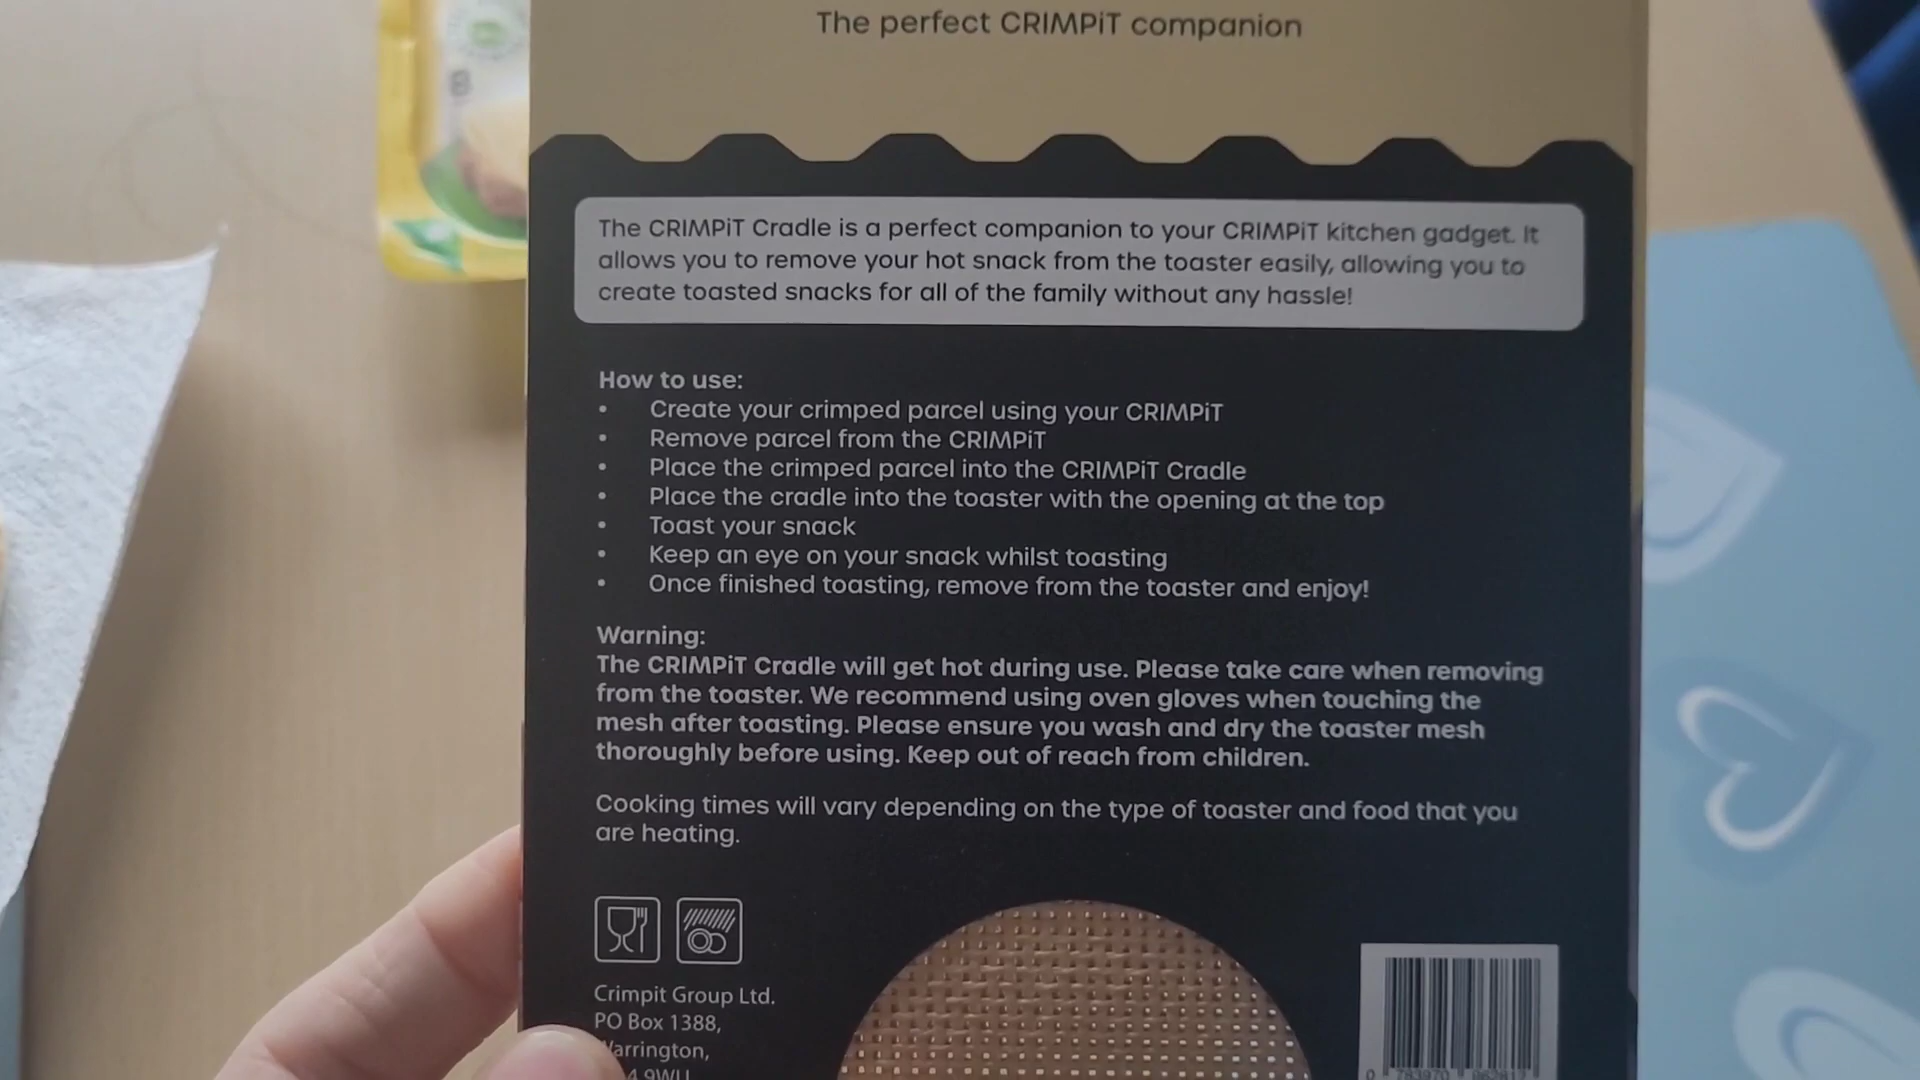 The perfect CRIMPiT companion
The CRIMPiT Cradle is a perfect companion to your CRIMPiT kitchen gadget. It
allows you to remove your hot snack from the toaster easily, allowing you to
create toasted snacks for all of the family without any hassle!
How to use:
• Create your crimped parcel using your CRIMPiT
• Remove parcel from the CRIMPiT
• Place the crimped parcel into the CRIMPiT Cradle
• Place the cradle into the toaster with the opening at the top
• Toast your snack
• Keep an eye on your snack whilst toasting
• Once finished toasting, remove from the toaster and enjoy!
Warning:
The CRIMPiT Cradle will get hot during use. Please take care when removing
from the toaster. We recommend using oven gloves when touching the
mesh after toasting. Please ensure you wash and dry the toaster mesh
thoroughly before using. Keep out of reach from children.
Cooking times will vary depending on the type of toaster and food that you
are heating.
Crimpit Group Ltd.
PO Box 1388,
Warrington,